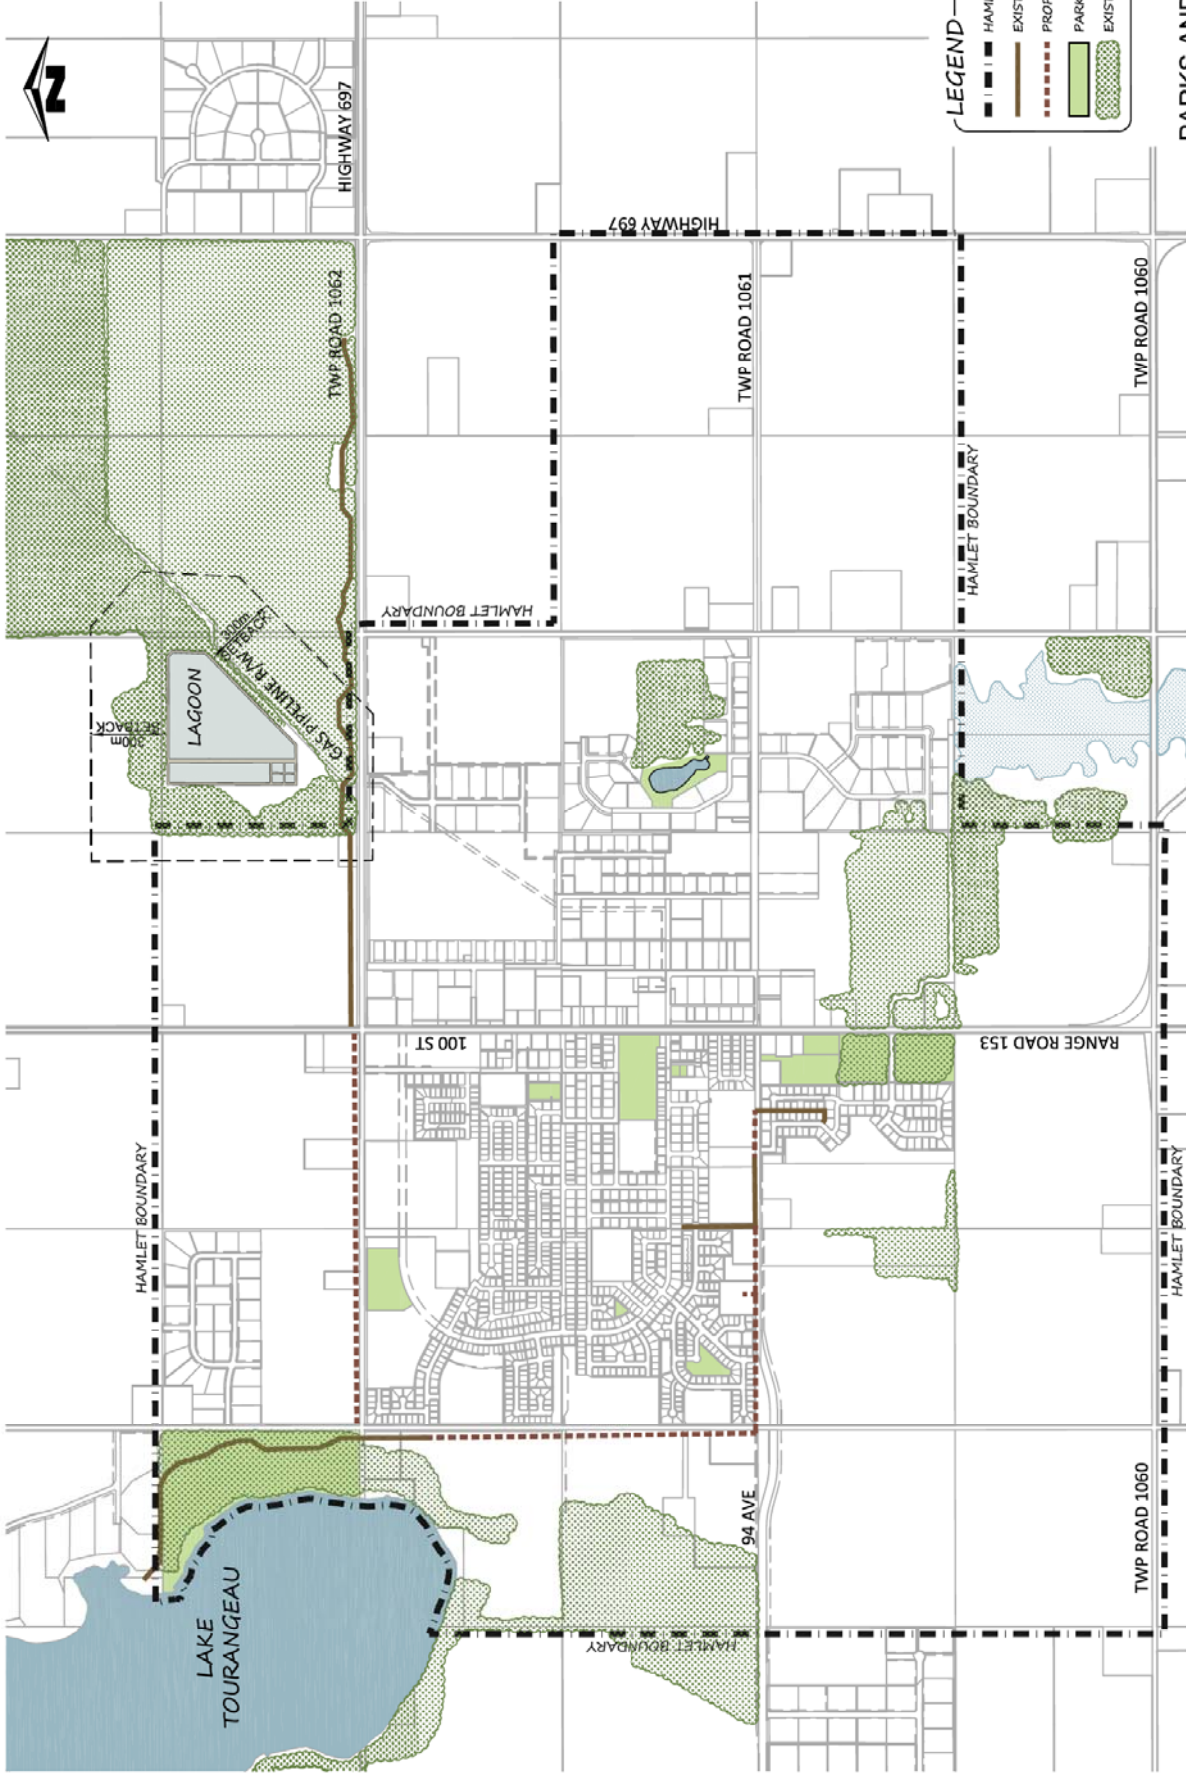 N
HIGHWAY 697
HIGHWAY 697
TWP ROAD 1062
TWP ROAD 1061
TWP ROAD 1060
LEGEND
HAMLET BOUNDARY
HAMLET BOUNDARY
300m
SETBACK
LAGOON
300m
SETBACK
GAS PIPELINE R/W
100 ST
RANGE ROAD 153
HAMLET BOUNDARY
HAMLET BOUNDARY
LAKE
TOURANGEAU
94 AVE
HAMLET BOUNDARY
TWP ROAD 1060